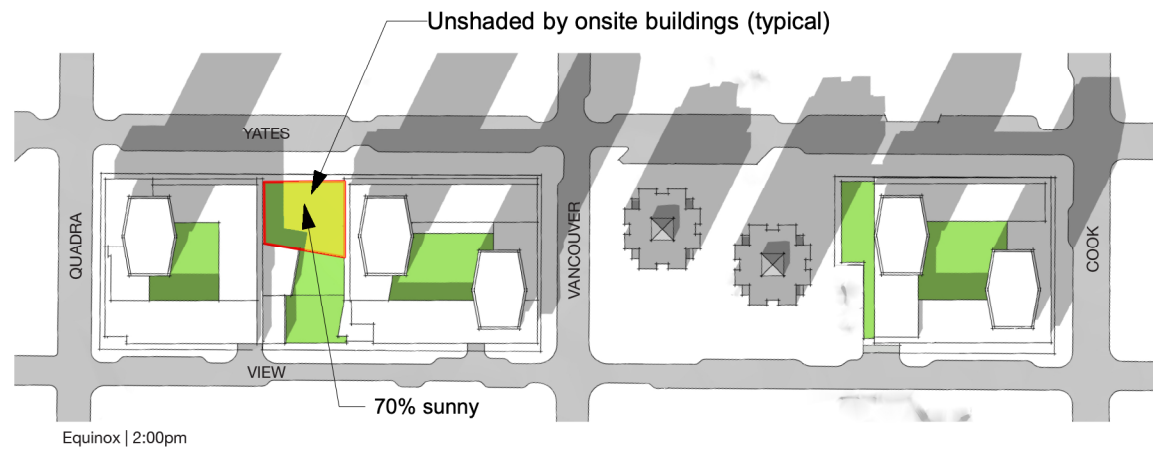 Unshaded by onsite buildings (typical)
YATES
QUADRA
VANCOUVER
COOK
VIEW
70% sunny
Equinox | 2:00pm